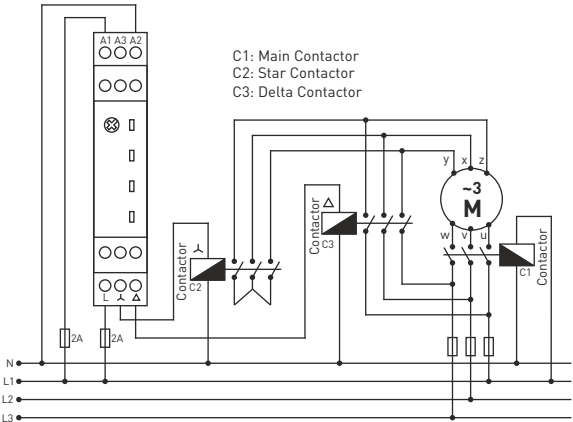 A1 A3 A2
C1: Main Contactor
C2: Star Contactor
C3: Delta Contactor
y x z
~3
M
w v u
Contactor
C2
Contactor
C3
Contactor
C1
L
2A
2A
N
L1
L2
L3